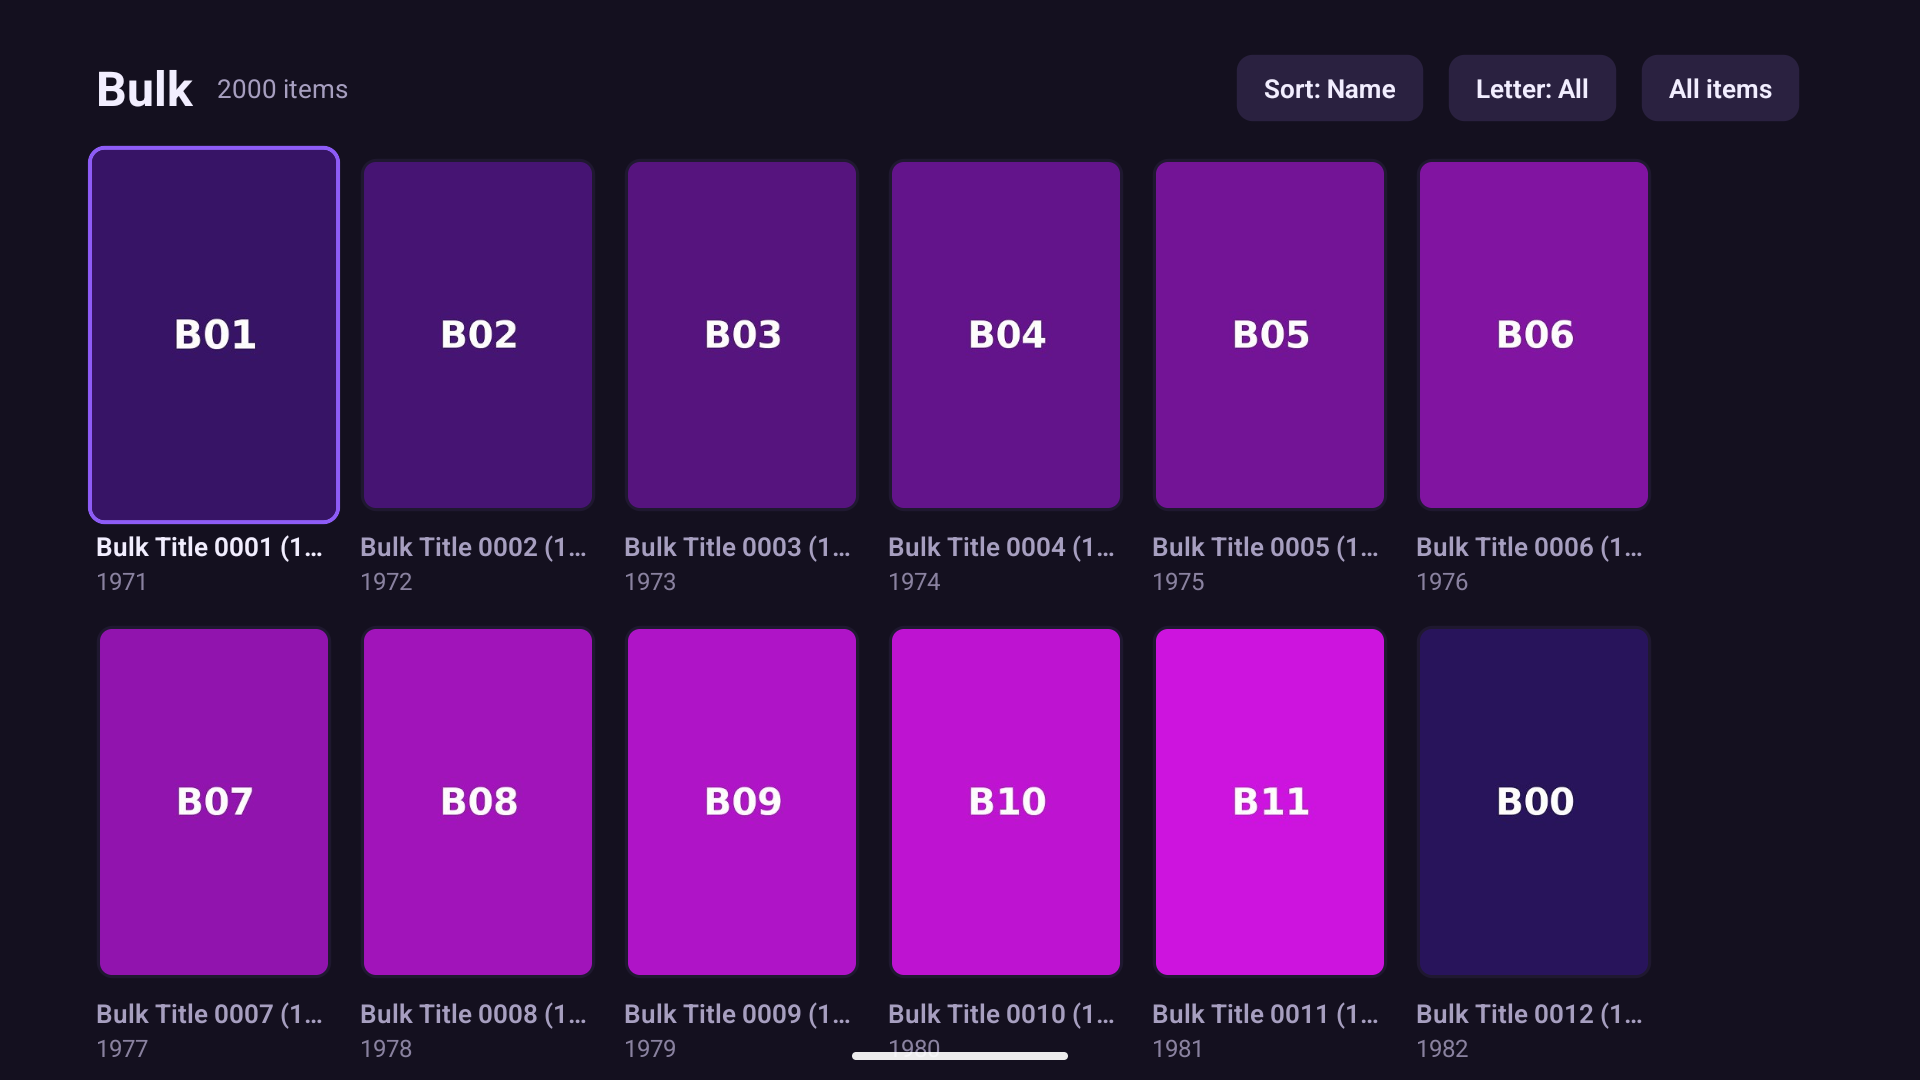 Bulk 2000 items Sort: Name Letter: All All items
B01 B02 B03 B04 B05 B06
Bulk Title 0001 (1... Bulk Title 0002 (1... Bulk Title 0003 (1... Bulk Title 0004 (1... Bulk Title 0005 (1... Bulk Title 0006 (1...
1971 1972 1973 1974 1975 1976
B07 B08 B09 B10 B11 B00
Bulk Title 0007 (1... Bulk Title 0008 (1... Bulk Title 0009 (1... Bulk Title 0010 (1... Bulk Title 0011 (1... Bulk Title 0012 (1...
1977 1978 1979 1980 1981 1982